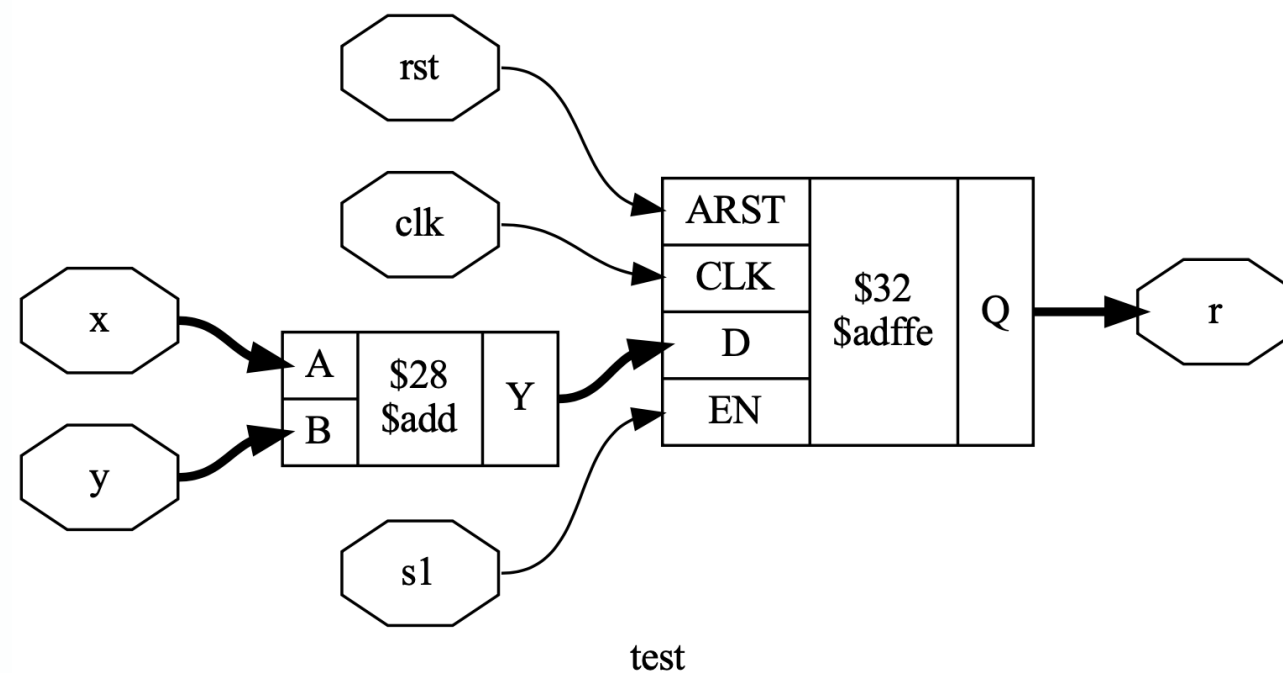 rst
clk
x
y
s1
A
B
$28
$add
Y
ARST
CLK
D
EN
$32
$adffe
Q
r
test